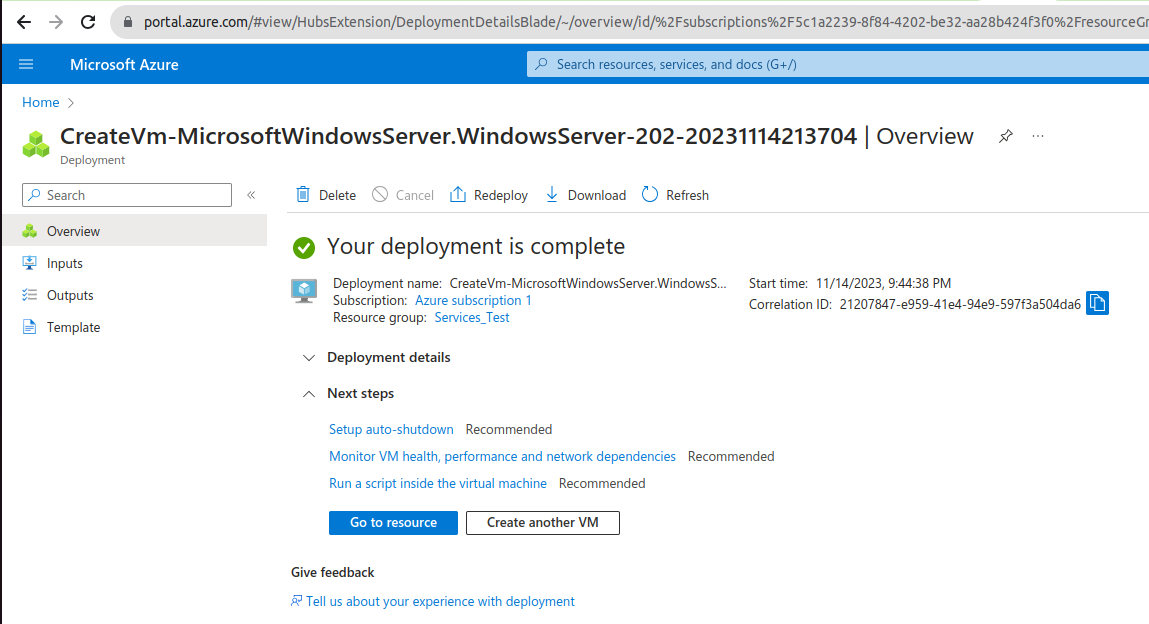 portal.azure.com/#view/HubsExtension/DeploymentDetailsBlade/~/overview/id/%2Fsubscriptions%2F5c1a2239-8f84-4202-be32-aa28b424f3f0%2FresourceGr
Microsoft Azure
Search resources, services, and docs (G+/)
Home
CreateVm-MicrosoftWindowsServer.WindowsServer-202-20231114213704 | Overview
Deployment
Search
Delete Cancel Redeploy Download Refresh
Overview
Inputs
Outputs
Template
Your deployment is complete
Deployment name: CreateVm-MicrosoftWindowsServer.WindowsS...
Subscription: Azure subscription 1
Resource group: Services_Test
Start time: 11/14/2023, 9:44:38 PM
Correlation ID: 21207847-e959-41e4-94e9-597f3a504da6
Deployment details
Next steps
Setup auto-shutdown Recommended
Monitor VM health, performance and network dependencies Recommended
Run a script inside the virtual machine Recommended
Go to resource Create another VM
Give feedback
Tell us about your experience with deployment